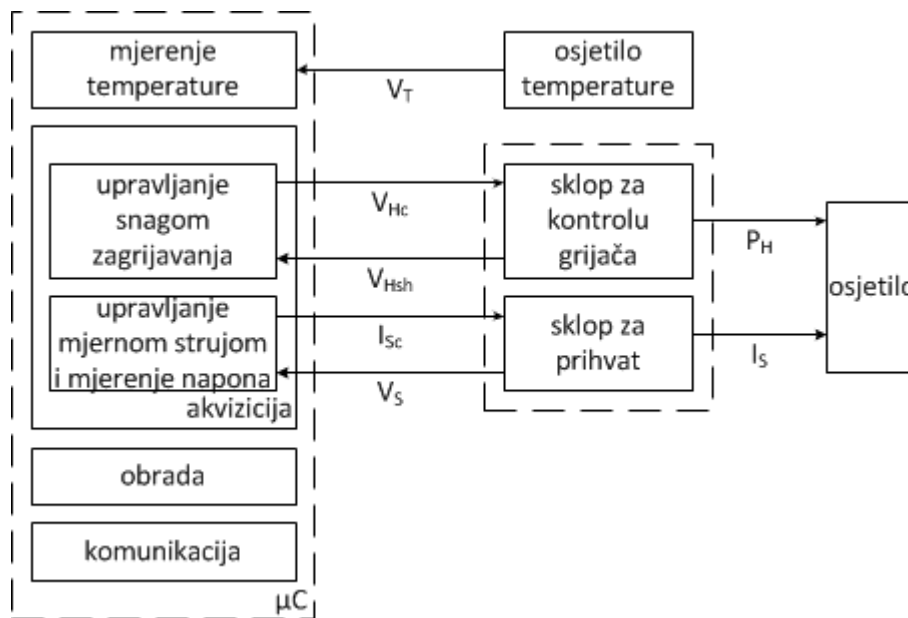 mjerenje
temperature
V_T
osjetilo
temperature
upravljanje
snagom
zagrijavanja
V_Hc
V_Hsh
sklop za
kontrolu
grijača
P_H
osjetilo
upravljanje
mjernom strujom
i mjerenje napona
akvizicija
I_Sc
V_S
sklop za
prihvat
I_S
obrada
komunikacija
µC